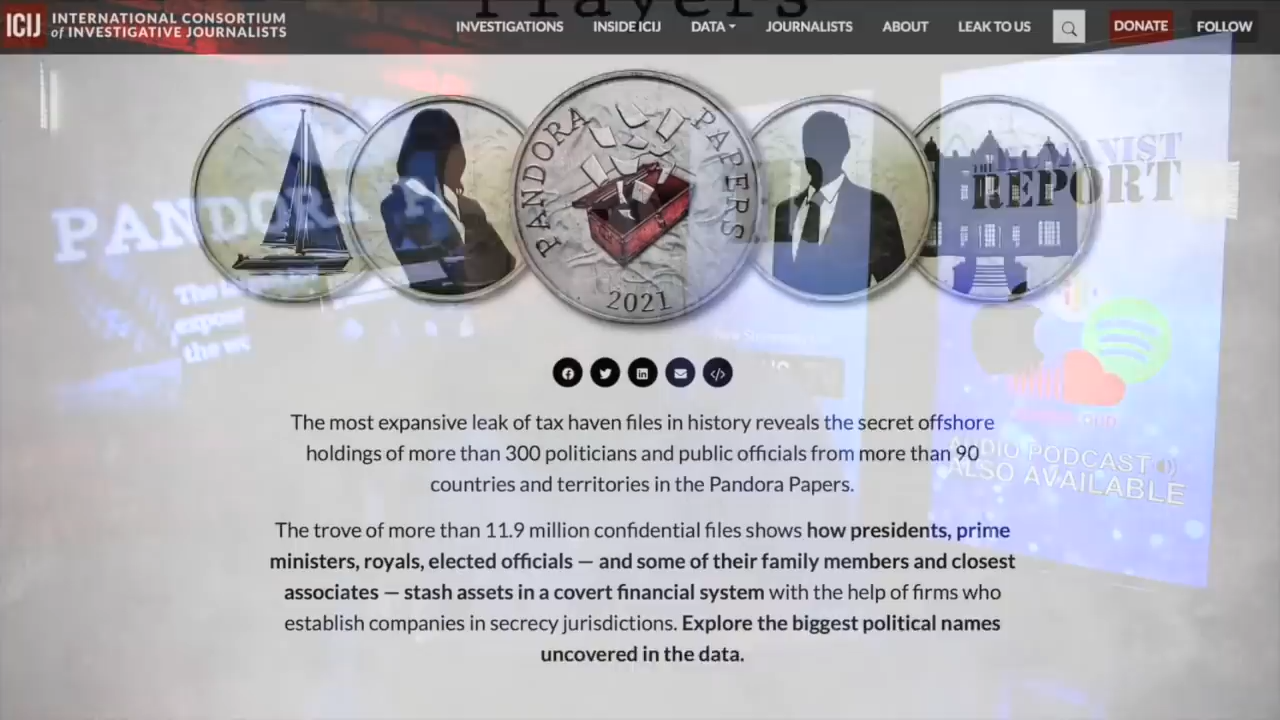 Players
ICIJ
INTERNATIONAL CONSORTIUM
of INVESTIGATIVE JOURNALISTS
INVESTIGATIONS INSIDE ICIJ DATA JOURNALISTS ABOUT LEAK TO US DONATE FOLLOW
PANDORA PAPERS
2021
PANDORA
THE HUMANIST
REPORT
The most expansive leak of tax haven files in history reveals the secret offshore
holdings of more than 300 politicians and public officials from more than 90
countries and territories in the Pandora Papers.
AUDIO PODCAST
ALSO AVAILABLE
The trove of more than 11.9 million confidential files shows how presidents, prime
ministers, royals, elected officials — and some of their family members and closest
associates — stash assets in a covert financial system with the help of firms who
establish companies in secrecy jurisdictions. Explore the biggest political names
uncovered in the data.